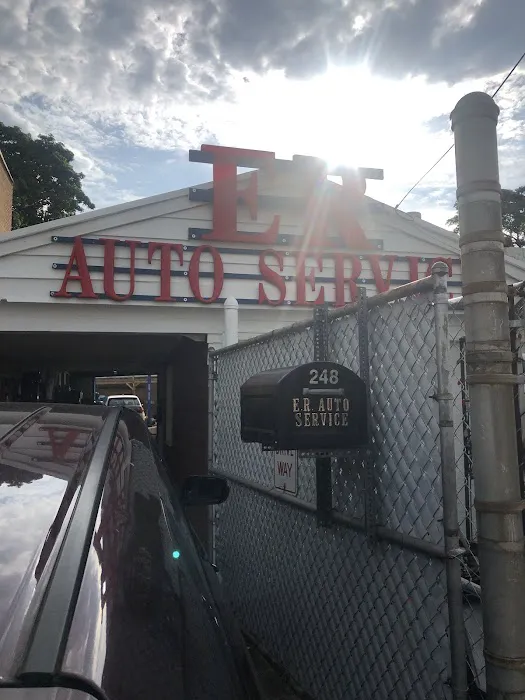 ER
AUTO SERVICE
248
E.R. AUTO
SERVICE
WAY